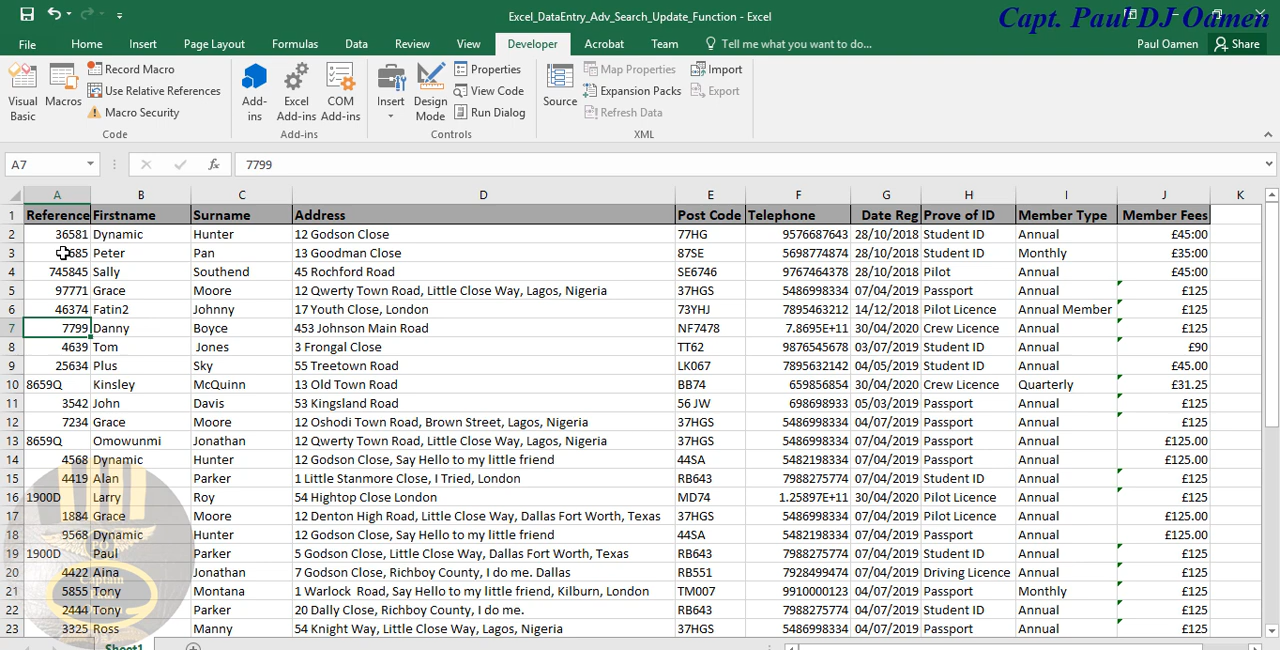 Excel_DataEntry_Adv_Search_Update_Function - Excel
Capt. Paul DJ Oamen
File Home Insert Page Layout Formulas Data Review View Developer Acrobat Team Tell me what you want to do... Paul Oamen Share
Visual Basic
Macros
Record Macro
Use Relative References
Macro Security
Code
Add-ins
Excel Add-ins
COM Add-ins
Add-ins
Insert
Design Mode
Properties
View Code
Run Dialog
Controls
Source
Map Properties
Expansion Packs
Refresh Data
Import
Export
XML
A7 fx 7799
A B C D E F G H I J K
1 Reference Firstname Surname Address Post Code Telephone Date Reg Prove of ID Member Type Member Fees
2 36581 Dynamic Hunter 12 Godson Close 77HG 9576687643 28/10/2018 Student ID Annual £45:00
3 685 Peter Pan 13 Goodman Close 87SE 5698774874 28/10/2018 Student ID Monthly £35:00
4 745845 Sally Southend 45 Rochford Road SE6746 9767464378 28/10/2018 Pilot Annual £45:00
5 97771 Grace Moore 12 Qwerty Town Road, Little Close Way, Lagos, Nigeria 37HGS 5486998334 07/04/2019 Passport Annual £125
6 46374 Fatin2 Johnny 17 Youth Close, London 73YHJ 7895463212 14/12/2018 Pilot Licence Annual Member £125
7 7799 Danny Boyce 453 Johnson Main Road NF7478 7.8695E+11 30/04/2020 Crew Licence Annual £125
8 4639 Tom Jones 3 Frongal Close TT62 9876545678 03/07/2019 Student ID Annual £90
9 25634 Plus Sky 55 Treetown Road LK067 7895632142 04/05/2019 Student ID Annual £45.00
10 8659Q Kinsley McQuinn 13 Old Town Road BB74 659856854 30/04/2020 Crew Licence Quarterly £31.25
11 3542 John Davis 53 Kingsland Road 56 JW 698698933 05/03/2019 Passport Annual £125
12 7234 Grace Moore 12 Oshodi Town Road, Brown Street, Lagos, Nigeria 37HGS 5486998334 04/07/2019 Passport Annual £125
13 8659Q Omowunmi Jonathan 12 Qwerty Town Road, Little Close Way, Lagos, Nigeria 37HGS 5486998334 07/04/2019 Passport Annual £125.00
14 4568 Dynamic Hunter 12 Godson Close, Say Hello to my little friend 44SA 5482198334 07/04/2019 Passport Annual £125.00
15 4419 Alan Parker 1 Little Stanmore Close, I Tried, London RB643 7988275774 07/04/2019 Student ID Annual £125
16 1900D Larry Roy 54 Hightop Close London MD74 1.25897E+11 30/04/2020 Pilot Licence Annual £125
17 1884 Grace Moore 12 Denton High Road, Little Close Way, Dallas Fort Worth, Texas 37HGS 5486998334 07/04/2019 Pilot Licence Annual £125.00
18 9568 Dynamic Hunter 12 Godson Close, Say Hello to my little friend 44SA 5482198334 07/04/2019 Passport Annual £125.00
19 1900D Paul Parker 5 Godson Close, Little Close Way, Dallas Fort Worth, Texas RB643 7988275774 07/04/2019 Student ID Annual £125
20 4422 Aina Jonathan 7 Godson Close, Richboy County, I do me. Dallas RB551 7929499474 07/04/2019 Driving Licence Annual £125
21 5855 Tony Montana 1 Warlock Road, Say Hello to my little friend, Kilburn, London TM007 9910000123 04/07/2019 Passport Monthly £125
22 2444 Tony Parker 20 Dally Close, Richboy County, I do me. RB643 7988275774 04/07/2019 Student ID Annual £125
23 3325 Ross Manny 54 Knight Way, Little Close Way, Lagos, Nigeria 37HGS 5486998334 04/07/2019 Passport Annual £125
Captain
Sheet1